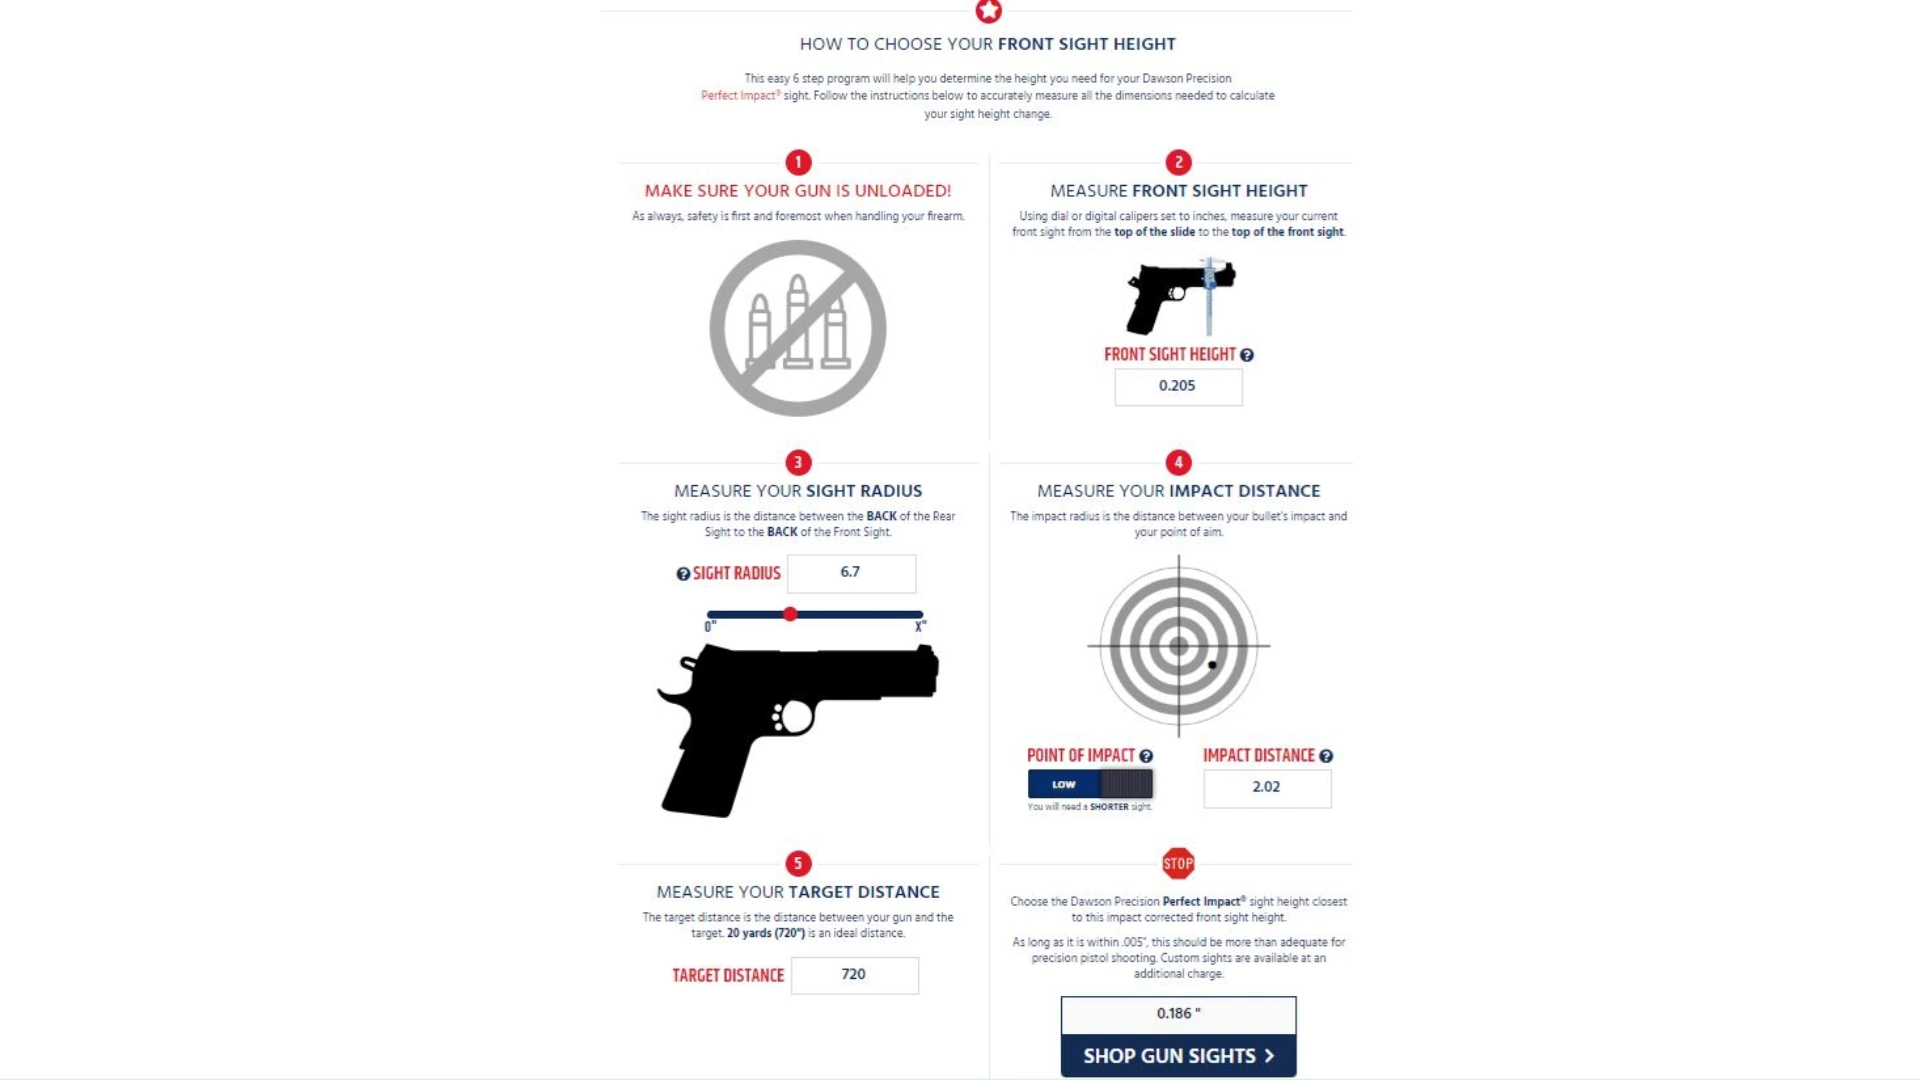 HOW TO CHOOSE YOUR FRONT SIGHT HEIGHT
This easy 6 step program will help you determine the height you need for your Dawson Precision
Perfect Impact® sight. Follow the instructions below to accurately measure all the dimensions needed to calculate
your sight height change.
1
MAKE SURE YOUR GUN IS UNLOADED!
As always, safety is first and foremost when handling your firearm.
2
MEASURE FRONT SIGHT HEIGHT
Using dial or digital calipers set to inches, measure your current
front sight from the top of the slide to the top of the front sight.
FRONT SIGHT HEIGHT ?
0.205
3
MEASURE YOUR SIGHT RADIUS
The sight radius is the distance between the BACK of the Rear
Sight to the BACK of the Front Sight.
? SIGHT RADIUS 6.7
0" X"
4
MEASURE YOUR IMPACT DISTANCE
The impact radius is the distance between your bullet's impact and
your point of aim.
POINT OF IMPACT ? IMPACT DISTANCE ?
LOW 2.02
You will need a SHORTER sight.
5
MEASURE YOUR TARGET DISTANCE
The target distance is the distance between your gun and the
target. 20 yards (720") is an ideal distance.
TARGET DISTANCE 720
STOP
Choose the Dawson Precision Perfect Impact® sight height closest
to this impact corrected front sight height.
As long as it is within .005", this should be more than adequate for
precision pistol shooting. Custom sights are available at an
additional charge.
0.186 "
SHOP GUN SIGHTS >